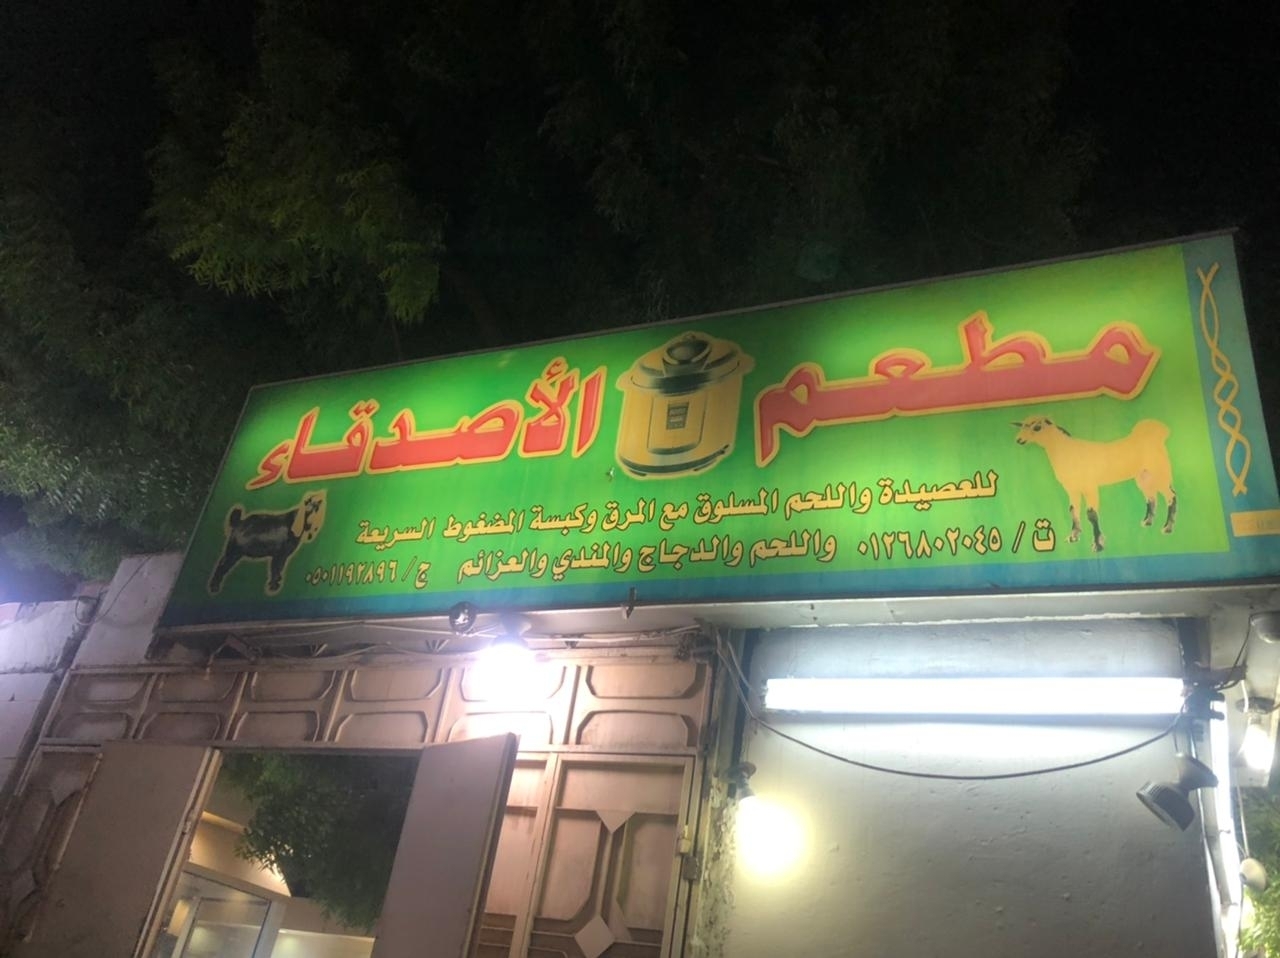 مطعم الأصدقاء
للعصيدة واللحم المسلوق مع المرق وكبسة المضغوط السريعة
واللحم والدجاج والمندي والعزائم
ت / ٠١٢٦٨٠٢٠٤٥
ج / ٠٥٠١١٩٢٨٩٦